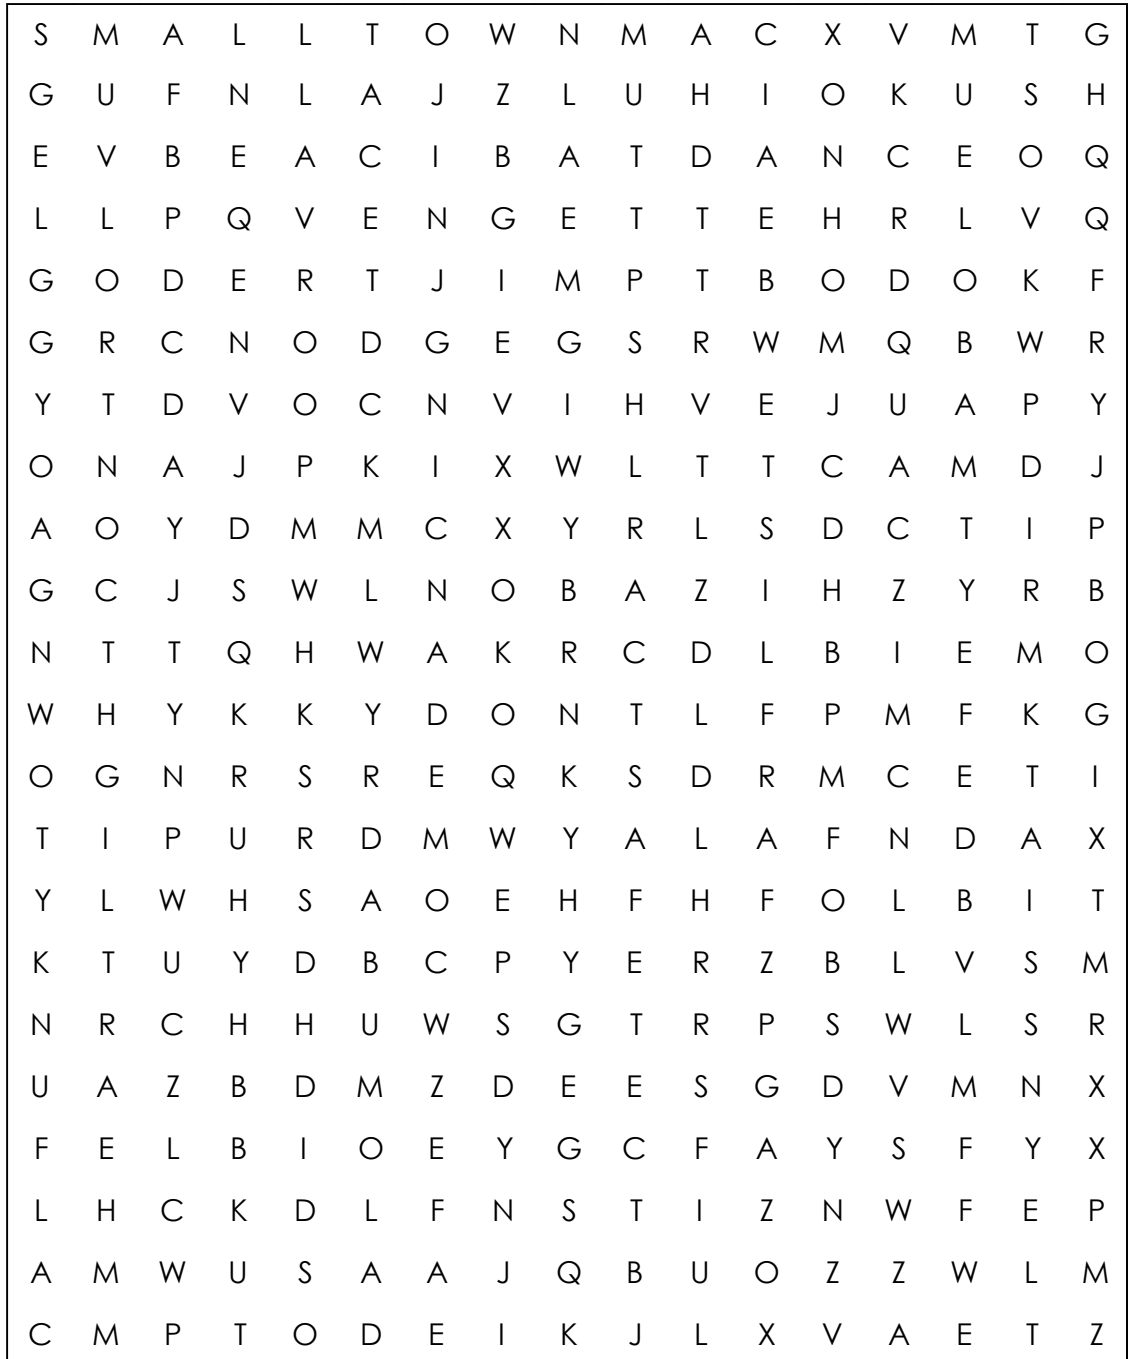 S M A L L T O W N M A C X V M T G
G U F N L A J Z L U H I O K U S H
E V B E A C I B A T D A N C E O Q
L L P Q V E N G E T T E H R L V Q
G O D E R T J I M P T B O D O K F
G R C N O D G E G S R W M Q B W R
Y T D V O C N V I H V E J U A P Y
O N A J P K I X W L T T C A M D J
A O Y D M M C X Y R L S D C T I P
G C J S W L N O B A Z I H Z Y R B
N T T Q H W A K R C D L B I E M O
W H Y K K Y D O N T L F P M F K G
O G N R S R E Q K S D R M C E T I
T I P U R D M W Y A L A F N D A X
Y L W H S A O E H F H F O L B I T
K T U Y D B C P Y E R Z B L V S M
N R C H H U W S G T R P S W L S R
U A Z B D M Z D E E S G D V M N X
F E L B I O E Y G C F A Y S F Y X
L H C K D L F N S T I Z N W F E P
A M W U S A A J Q B U O Z Z W L M
C M P T O D E I K J L X V A E T Z